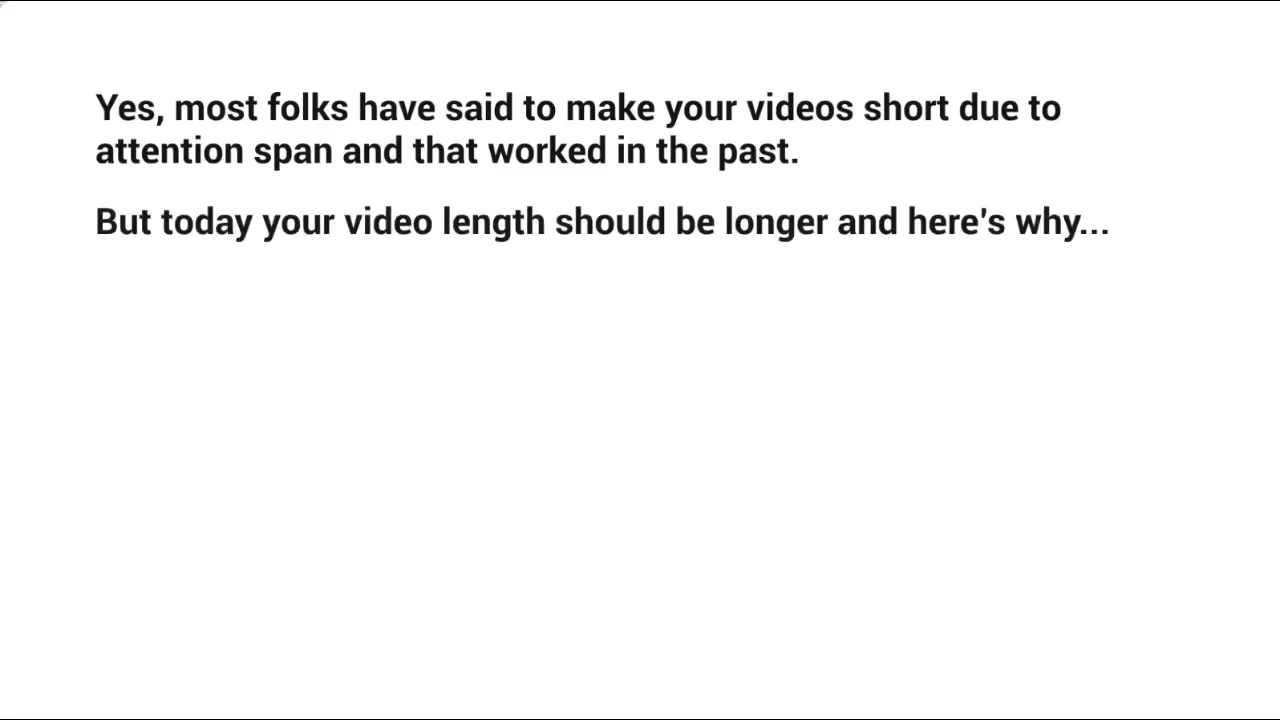 Yes, most folks have said to make your videos short due to
attention span and that worked in the past.
But today your video length should be longer and here's why...